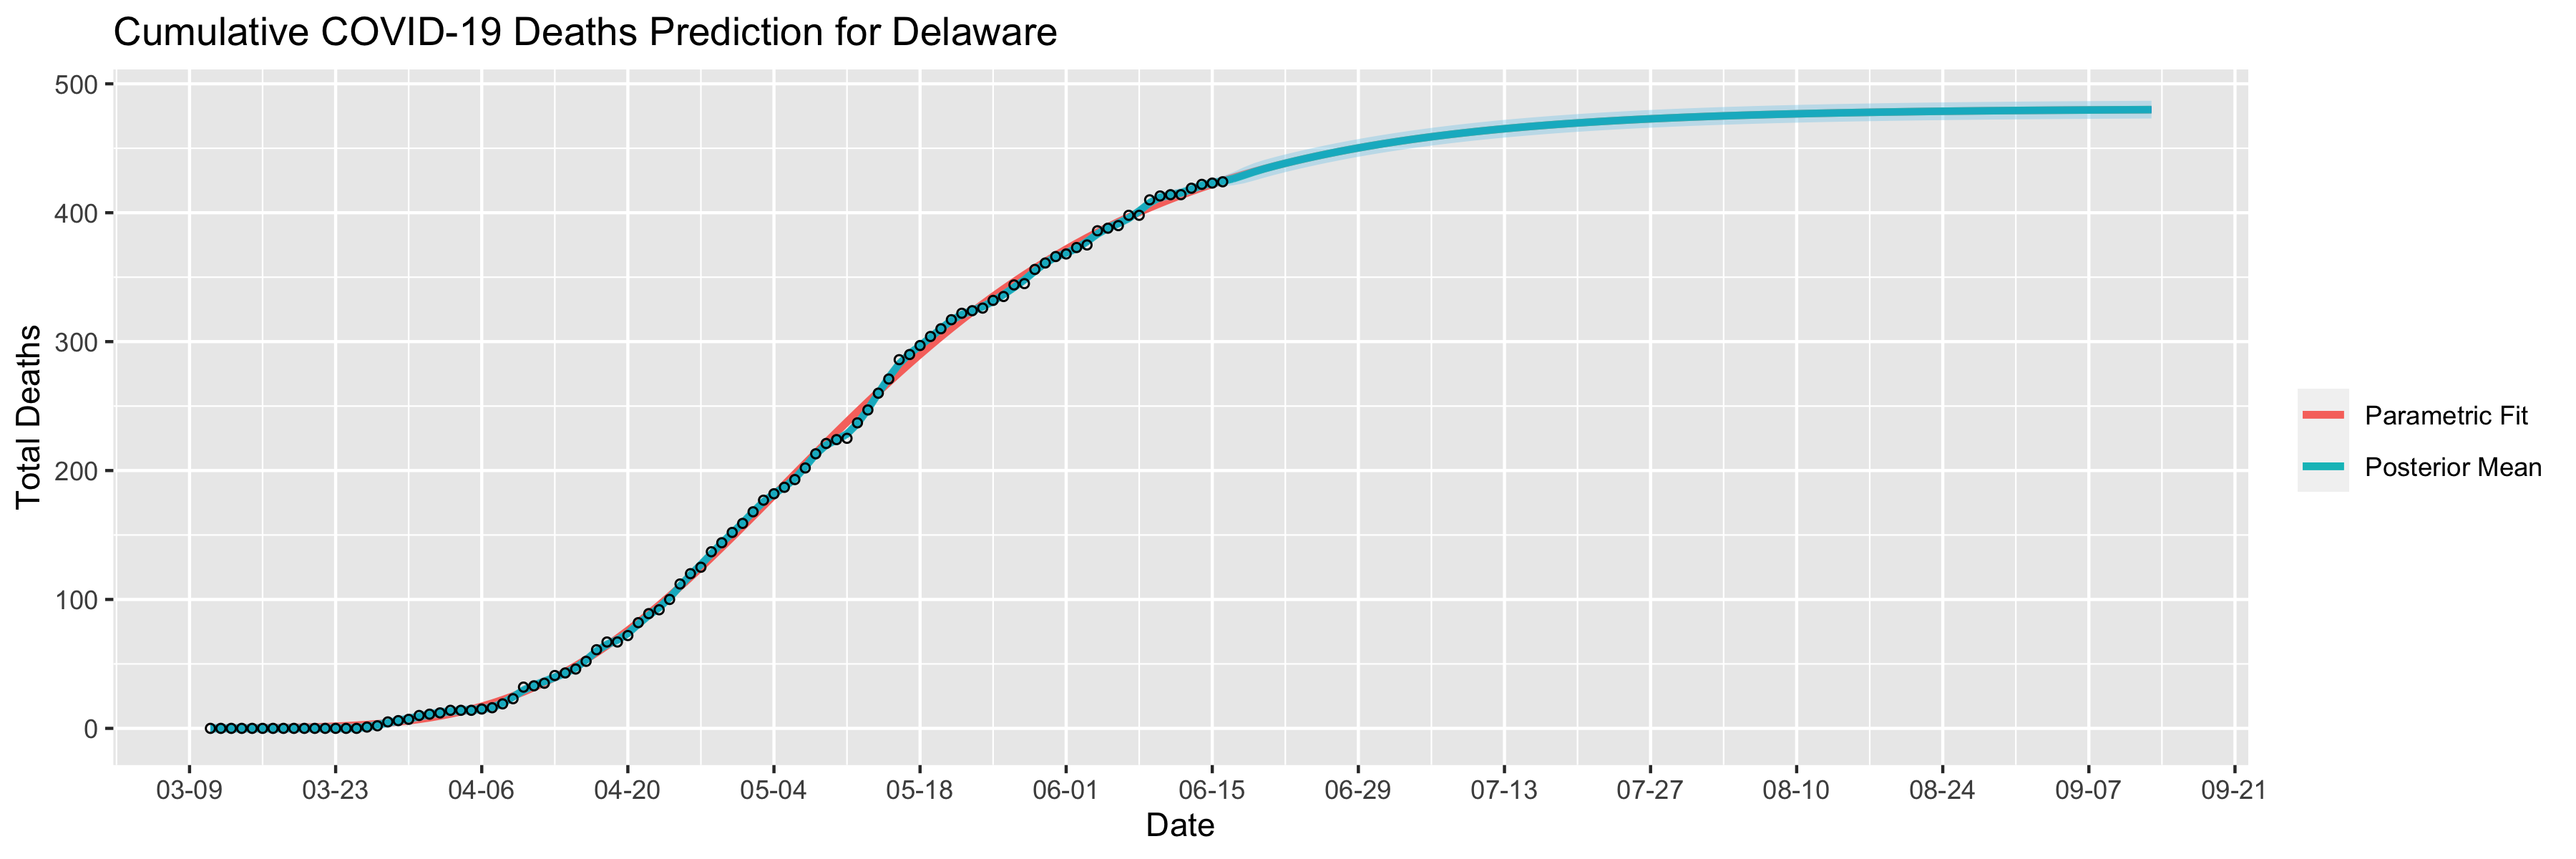 Cumulative COVID-19 Deaths Prediction for Delaware
500
400
300
200
100
0
Total Deaths
03-09 03-23 04-06 04-20 05-04 05-18 06-01 06-15 06-29 07-13 07-27 08-10 08-24 09-07 09-21
Date
Parametric Fit
Posterior Mean